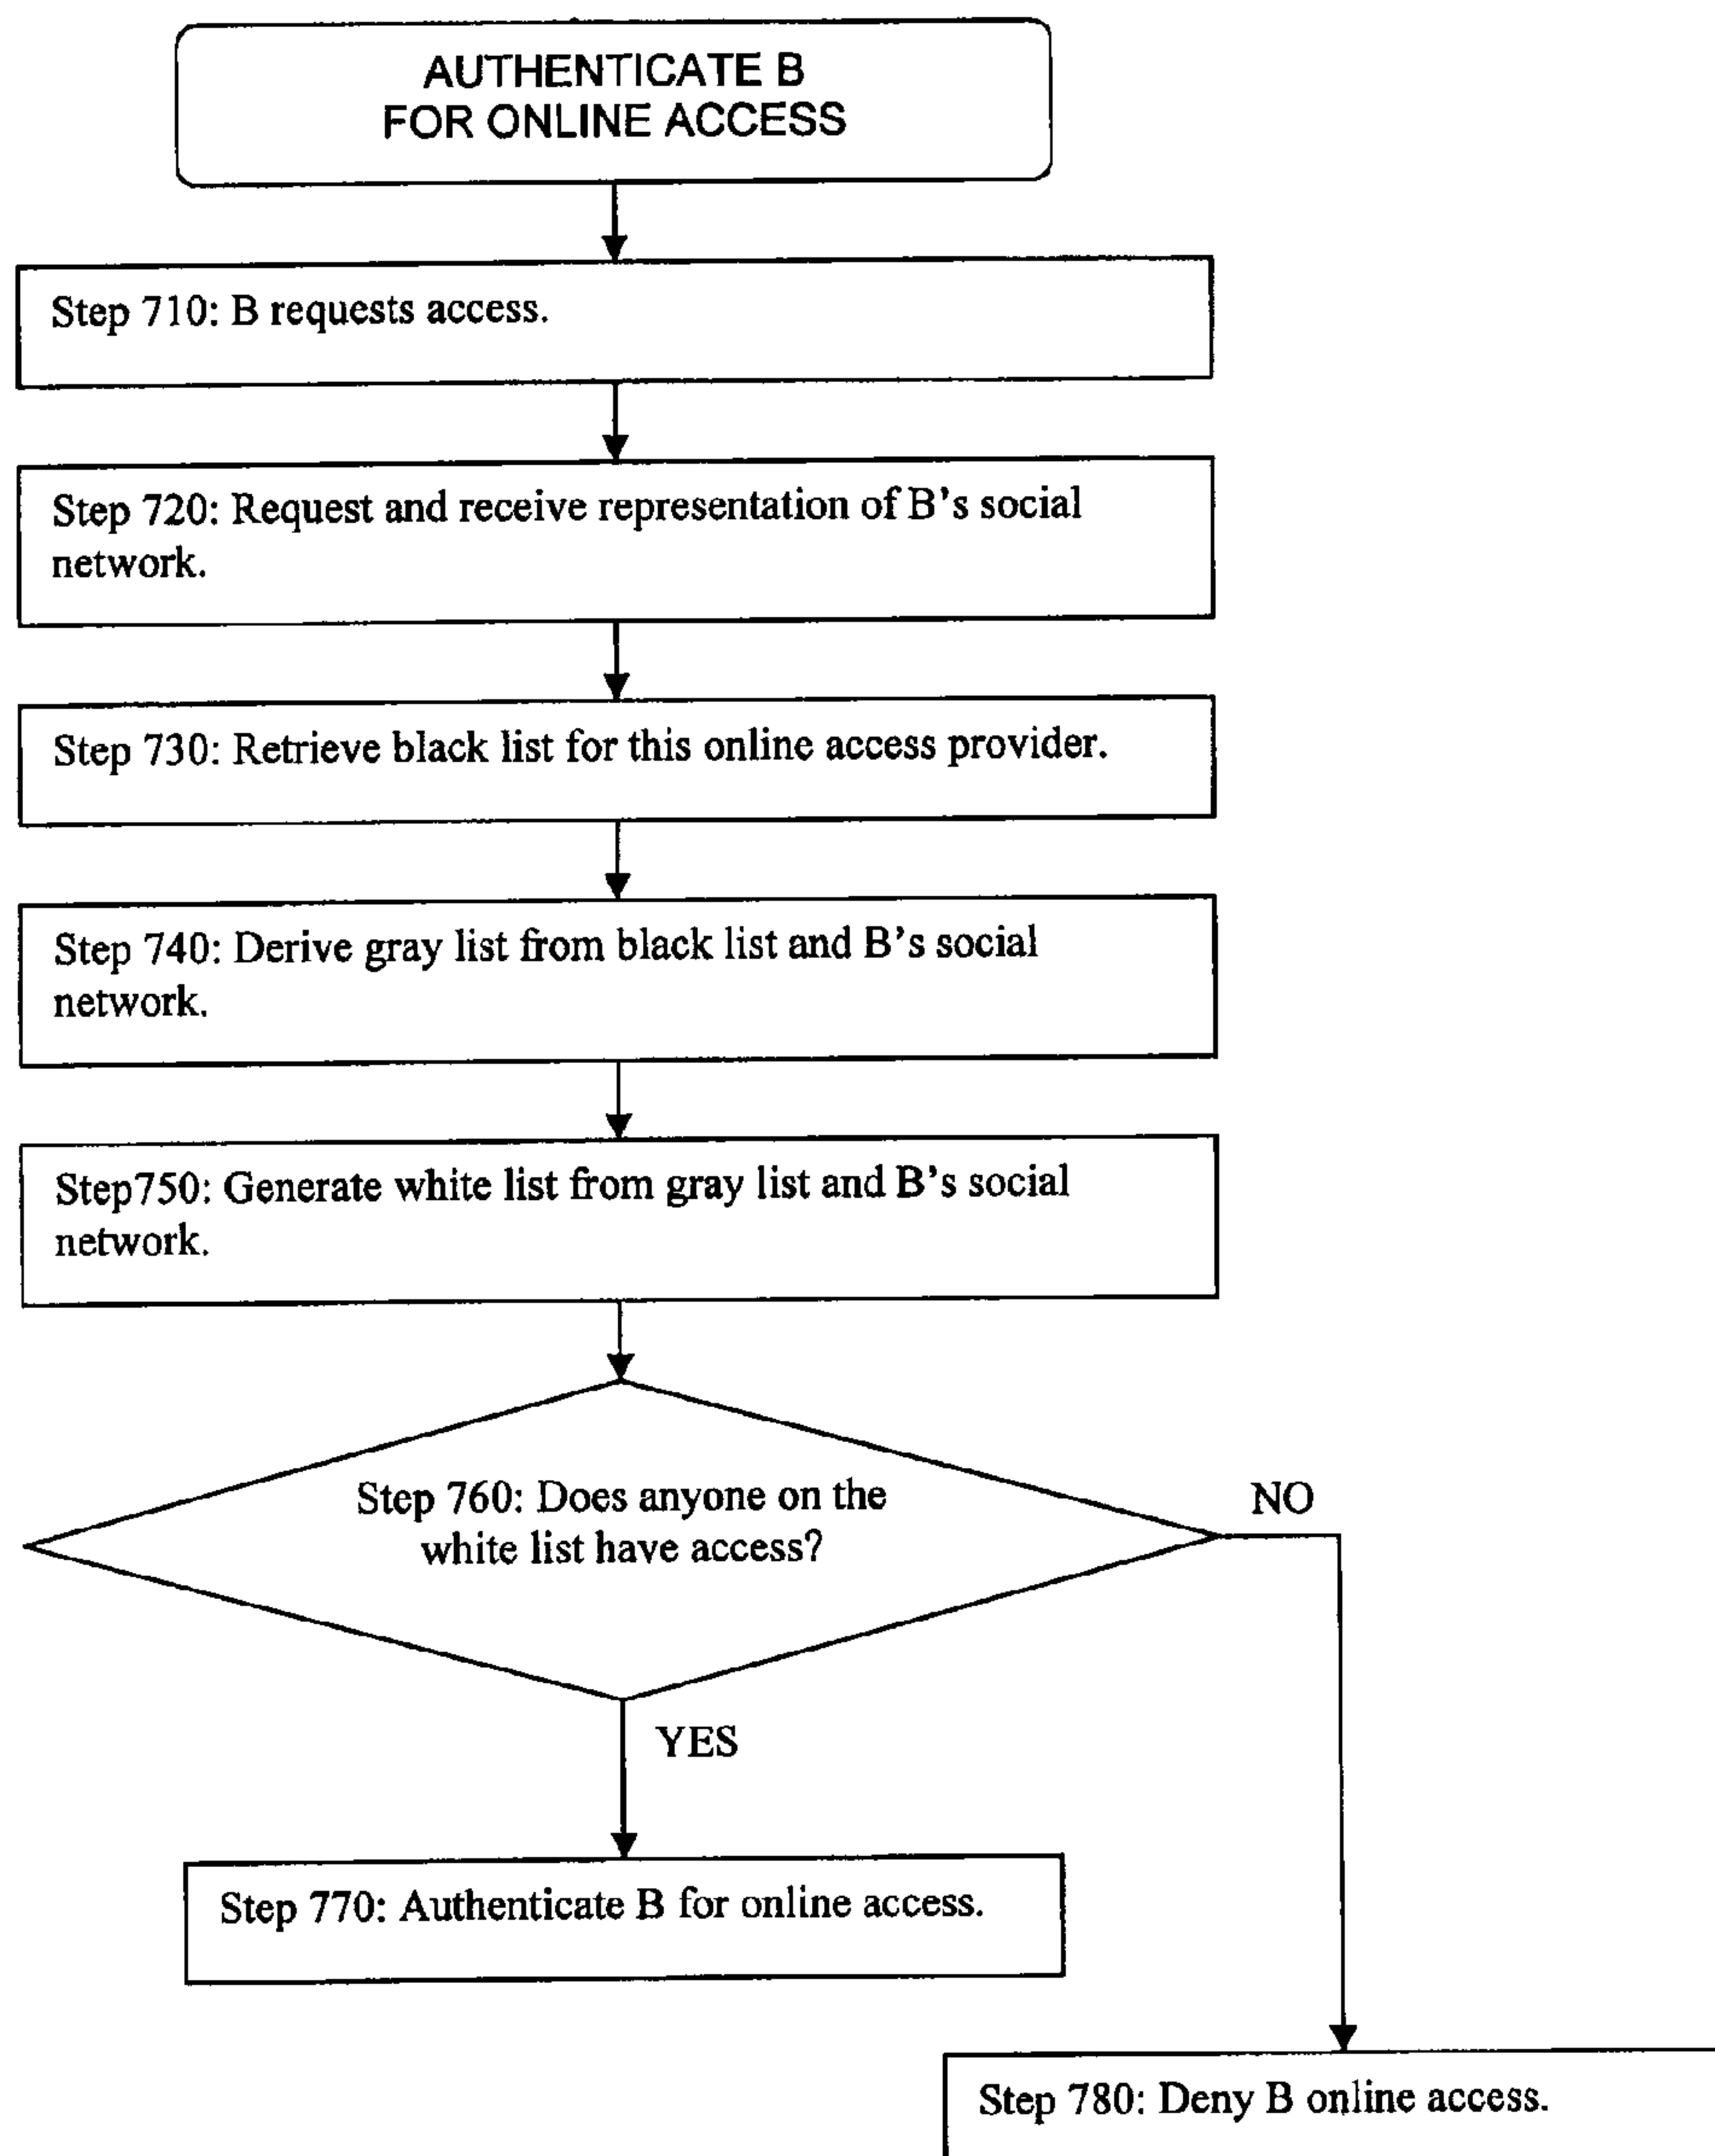 AUTHENTICATE B
FOR ONLINE ACCESS
Step 710: B requests access.
Step 720: Request and receive representation of B's social
network.
Step 730: Retrieve black list for this online access provider.
Step 740: Derive gray list from black list and B's social
network.
Step750: Generate white list from gray list and B's social
network.
Step 760: Does anyone on the
white list have access?
NO
YES
Step 770: Authenticate B for online access.
Step 780: Deny B online access.